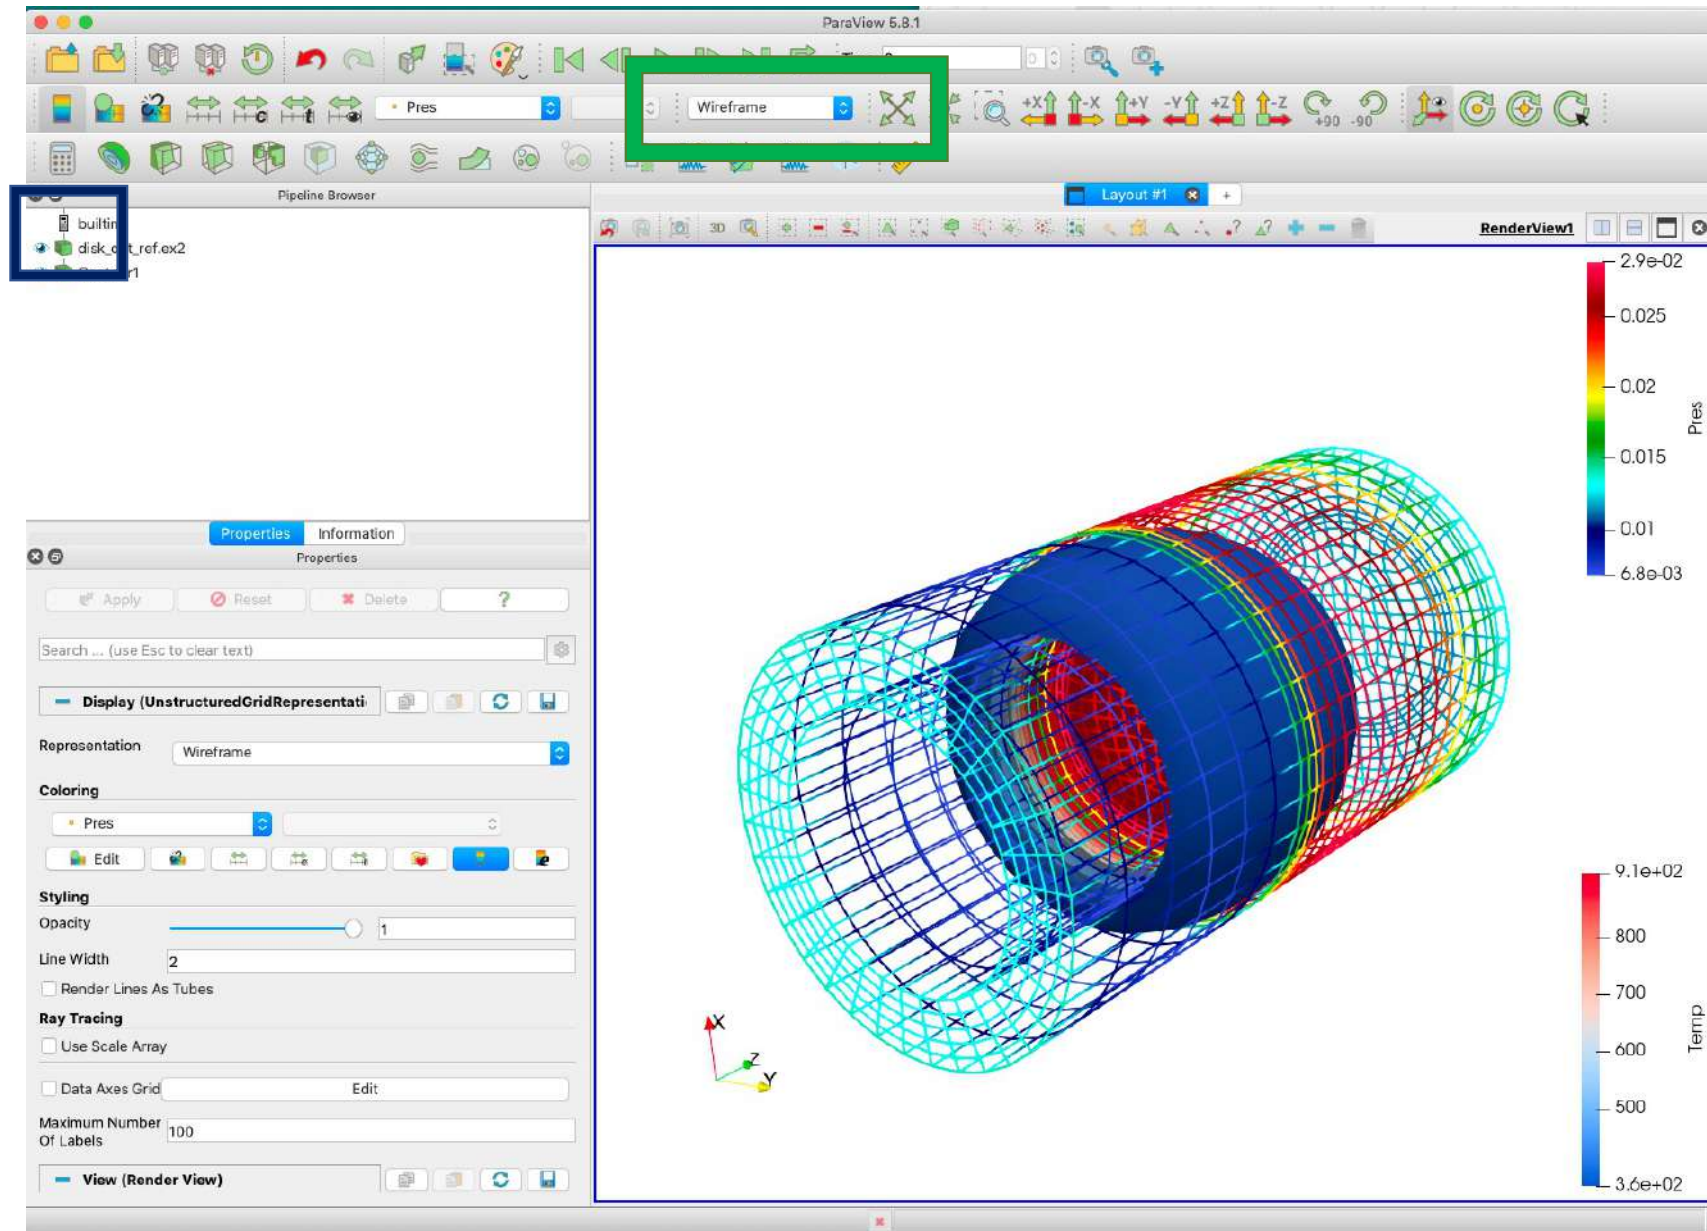 ParaView 5.8.1
Pres
Wireframe
+X -X +Y -Y +Z -Z +90 -90
Pipeline Browser
Layout #1 +
builtin
disk_out_ref.ex2
3D
RenderView1
Properties Information
Properties
Apply Reset Delete ?
Search ... (use Esc to clear text)
Display (UnstructuredGridRepresentati
Representation Wireframe
Coloring
Pres
Edit
Styling
Opacity 1
Line Width 2
Render Lines As Tubes
Ray Tracing
Use Scale Array
Data Axes Grid Edit
Maximum Number
Of Labels 100
View (Render View)
2.9e-02
0.025
0.02
Pres
0.015
0.01
6.8e-03
9.1e+02
800
700
Temp
600
500
3.6e+02
X
Z
Y